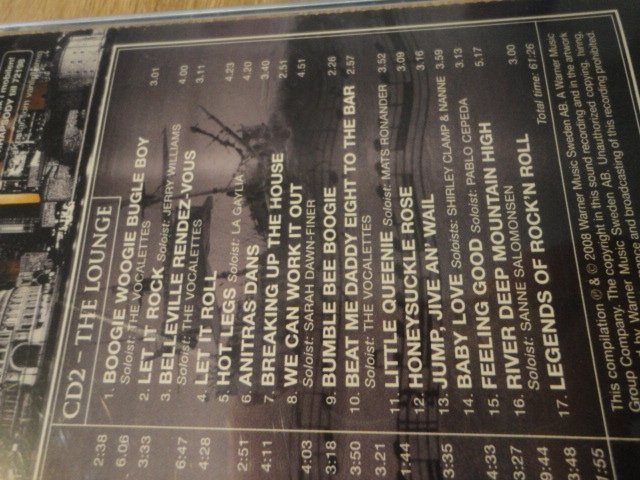 CD2 - THE LOUNGE
1. BOOGIE WOOGIE BUGLE BOY 3.01
Soloist: THE VOCALETTES
2. LET IT ROCK Soloist: JERRY WILLIAMS 4.00
3. BELLEVILLE RENDEZ-VOUS 3.11
Soloist: THE VOCALETTES
4. LET IT ROLL 4.23
5. HOT LEGS Soloist: LA GAYLIA 4.20
6. ANITRAS DANS 3.40
7. BREAKING UP THE HOUSE 2.51
8. WE CAN WORK IT OUT 4.51
Soloist: SARAH DAWN-FINER
9. BUMBLE BEE BOOGIE 2.26
10. BEAT ME DADDY EIGHT TO THE BAR 2.57
Soloist: THE VOCALETTES
11. LITTLE QUEENIE Soloist: MATS RONANDER 3.52
12. HONEYSUCKLE ROSE 3.09
13. JUMP, JIVE AN' WAIL 3.16
14. BABY LOVE Soloists: SHIRLEY CLAMP & NANNE 3.59
15. FEELING GOOD Soloist: PABLO CEPEDA 3.13
16. RIVER DEEP MOUNTAIN HIGH 5.17
Soloist: SANNE SALOMONSEN
17. LEGENDS OF ROCK'N ROLL 3.00
Total time: 61:26
This compilation ℗ & © 2008 Warner Music Sweden AB. A Warner Music
Group Company. The copyright in this sound recording and in the artwork
by Warner Music Sweden AB. Unauthorized copying, hiring,
and broadcasting of this recording prohibited.
2:38
6.06
3:33
6:47
4:28
2:51
4:11
4:03
3:18
3:50
3.21
1:44
3:35
4:33
3:27
9:44
3:48
1:55